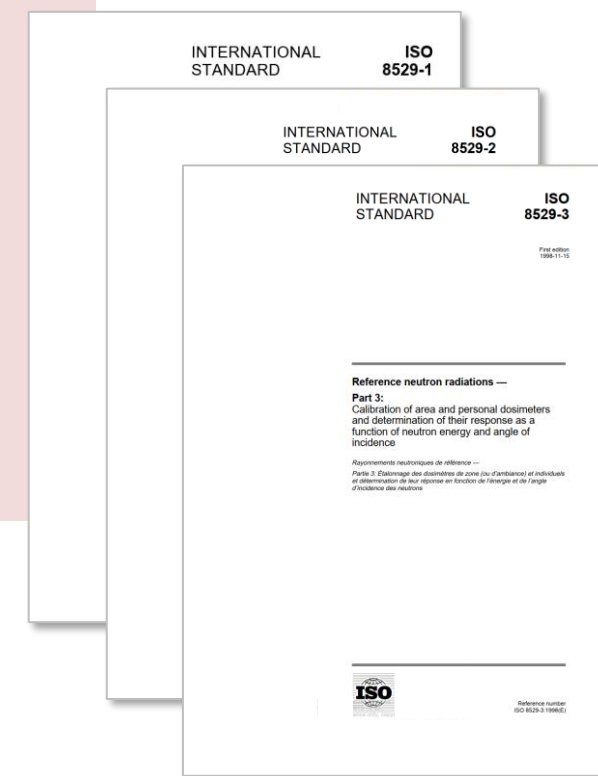 INTERNATIONAL ISO
STANDARD 8529-1
INTERNATIONAL ISO
STANDARD 8529-2
INTERNATIONAL ISO
STANDARD 8529-3
First edition
1998-11-15
Reference neutron radiations —
Part 3:
Calibration of area and personal dosimeters
and determination of their response as a
function of neutron energy and angle of
incidence
Rayonnements neutroniques de référence —
Partie 3: Étalonnage des dosimètres de zone (ou d'ambiance) et individuels
et détermination de leur réponse en fonction de l'énergie et de l'angle
d'incidence des neutrons
ISO
Reference number
ISO 8529-3:1998(E)